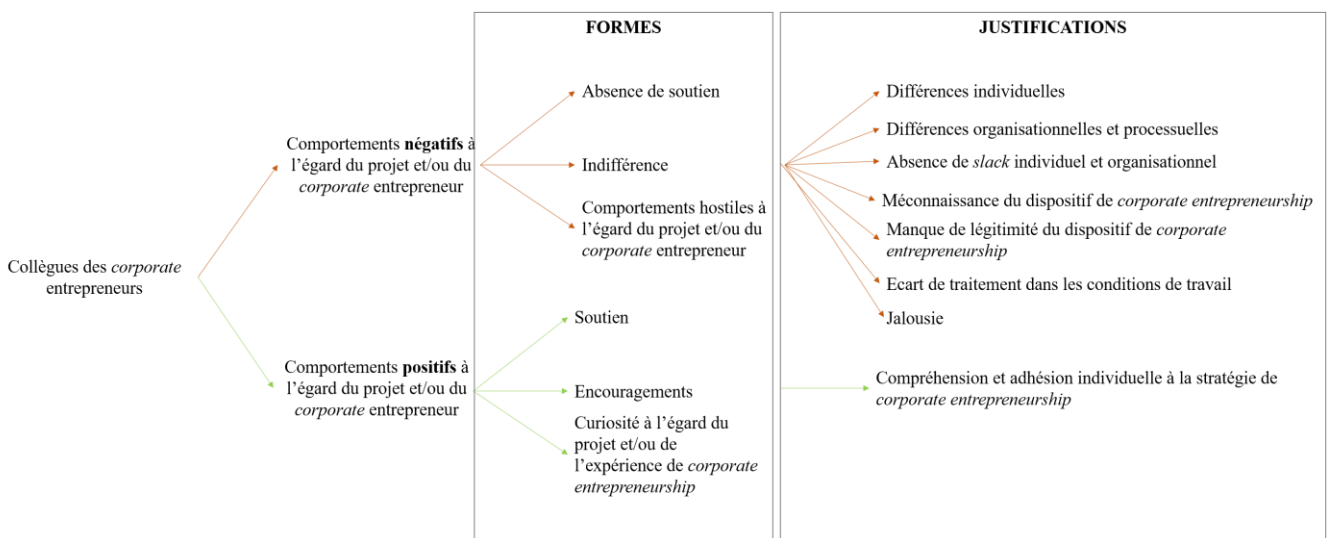 FORMES
JUSTIFICATIONS
Collègues des corporate
entrepreneurs
Comportements négatifs à
l’égard du projet et/ou du
corporate entrepreneur
Absence de soutien
Indifférence
Comportements hostiles à
l’égard du projet et/ou du
corporate entrepreneur
Différences individuelles
Différences organisationnelles et processuelles
Absence de slack individuel et organisationnel
Méconnaissance du dispositif de corporate entrepreneurship
Manque de légitimité du dispositif de corporate
entrepreneurship
Ecart de traitement dans les conditions de travail
Jalousie
Comportements positifs à
l’égard du projet et/ou du
corporate entrepreneur
Soutien
Encouragements
Curiosité à l’égard du
projet et/ou de
l’expérience de corporate
entrepreneurship
Compréhension et adhésion individuelle à la stratégie de
corporate entrepreneurship